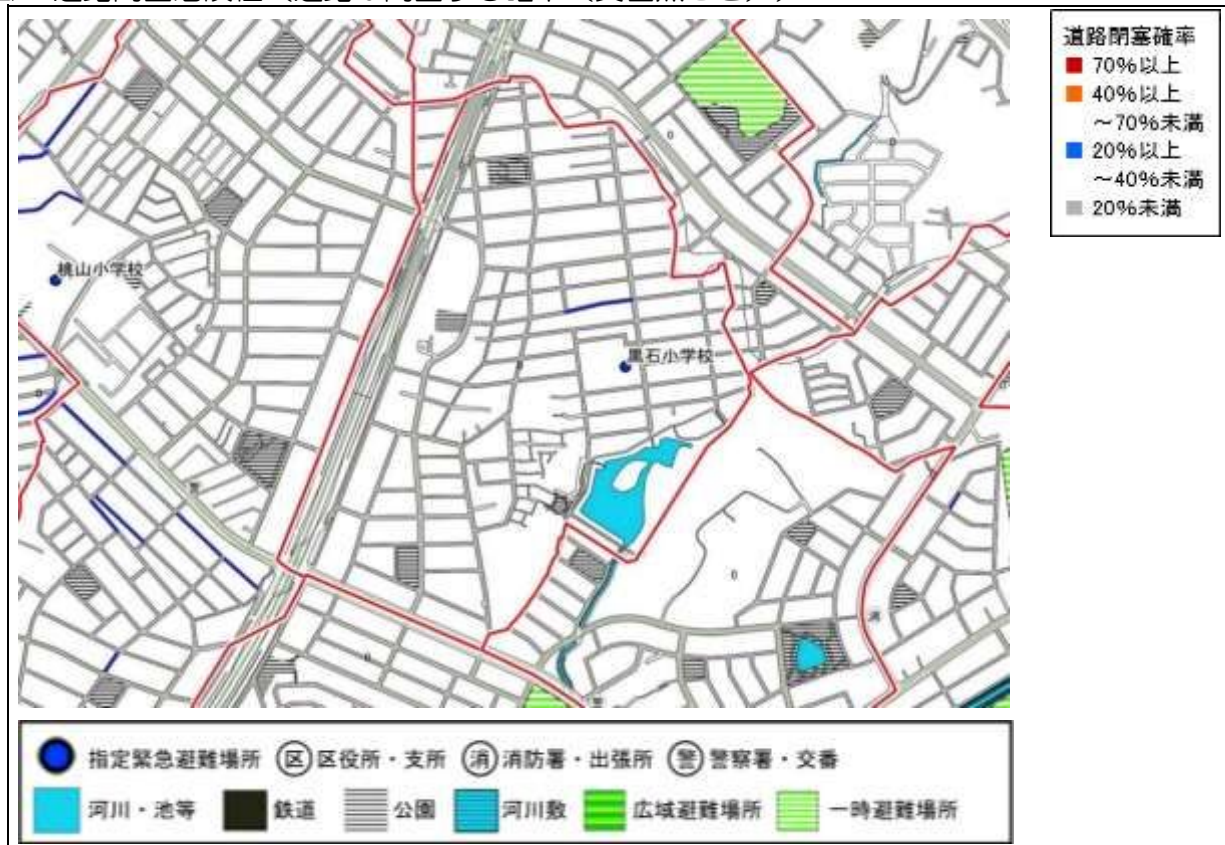 道路閉塞確率
70%以上
40%以上
～70%未満
20%以上
～40%未満
20%未満
桃山小学校
黒石小学校
指定緊急避難場所 区 区役所・支所 消 消防署・出張所 警 警察署・交番
河川・池等 鉄道 公園 河川敷 広域避難場所 一時避難場所